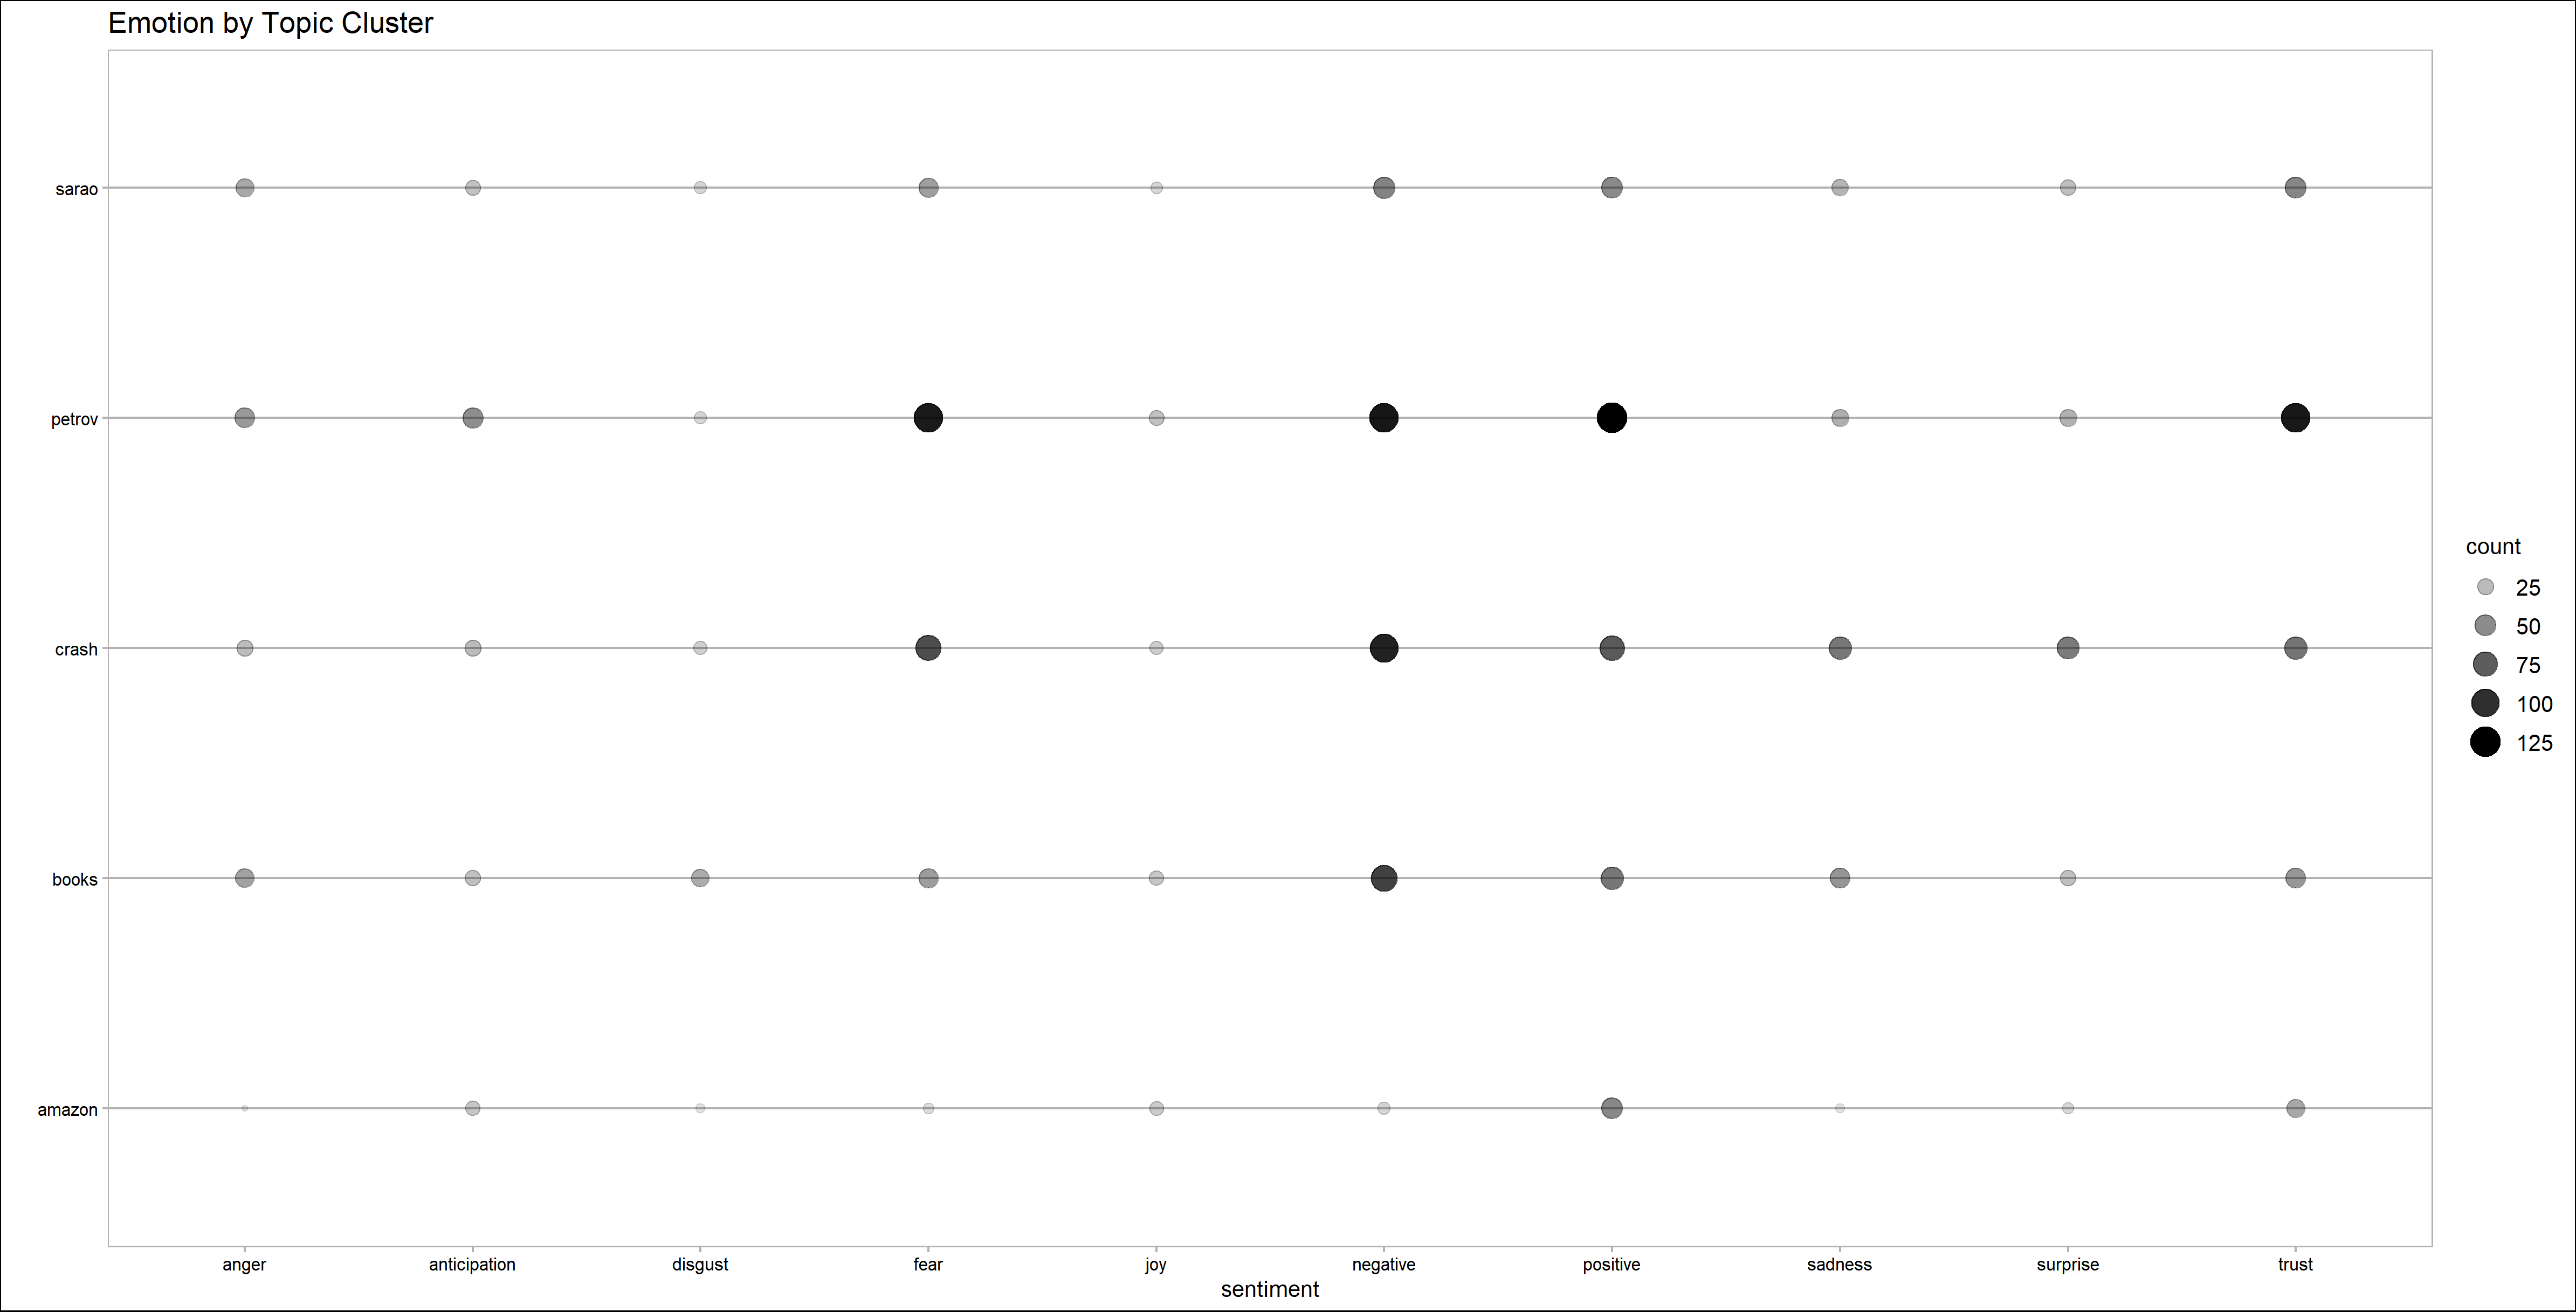 Emotion by Topic Cluster
sarao
petrov
crash
books
amazon
anger anticipation disgust fear joy negative positive sadness surprise trust
sentiment
count
25
50
75
100
125